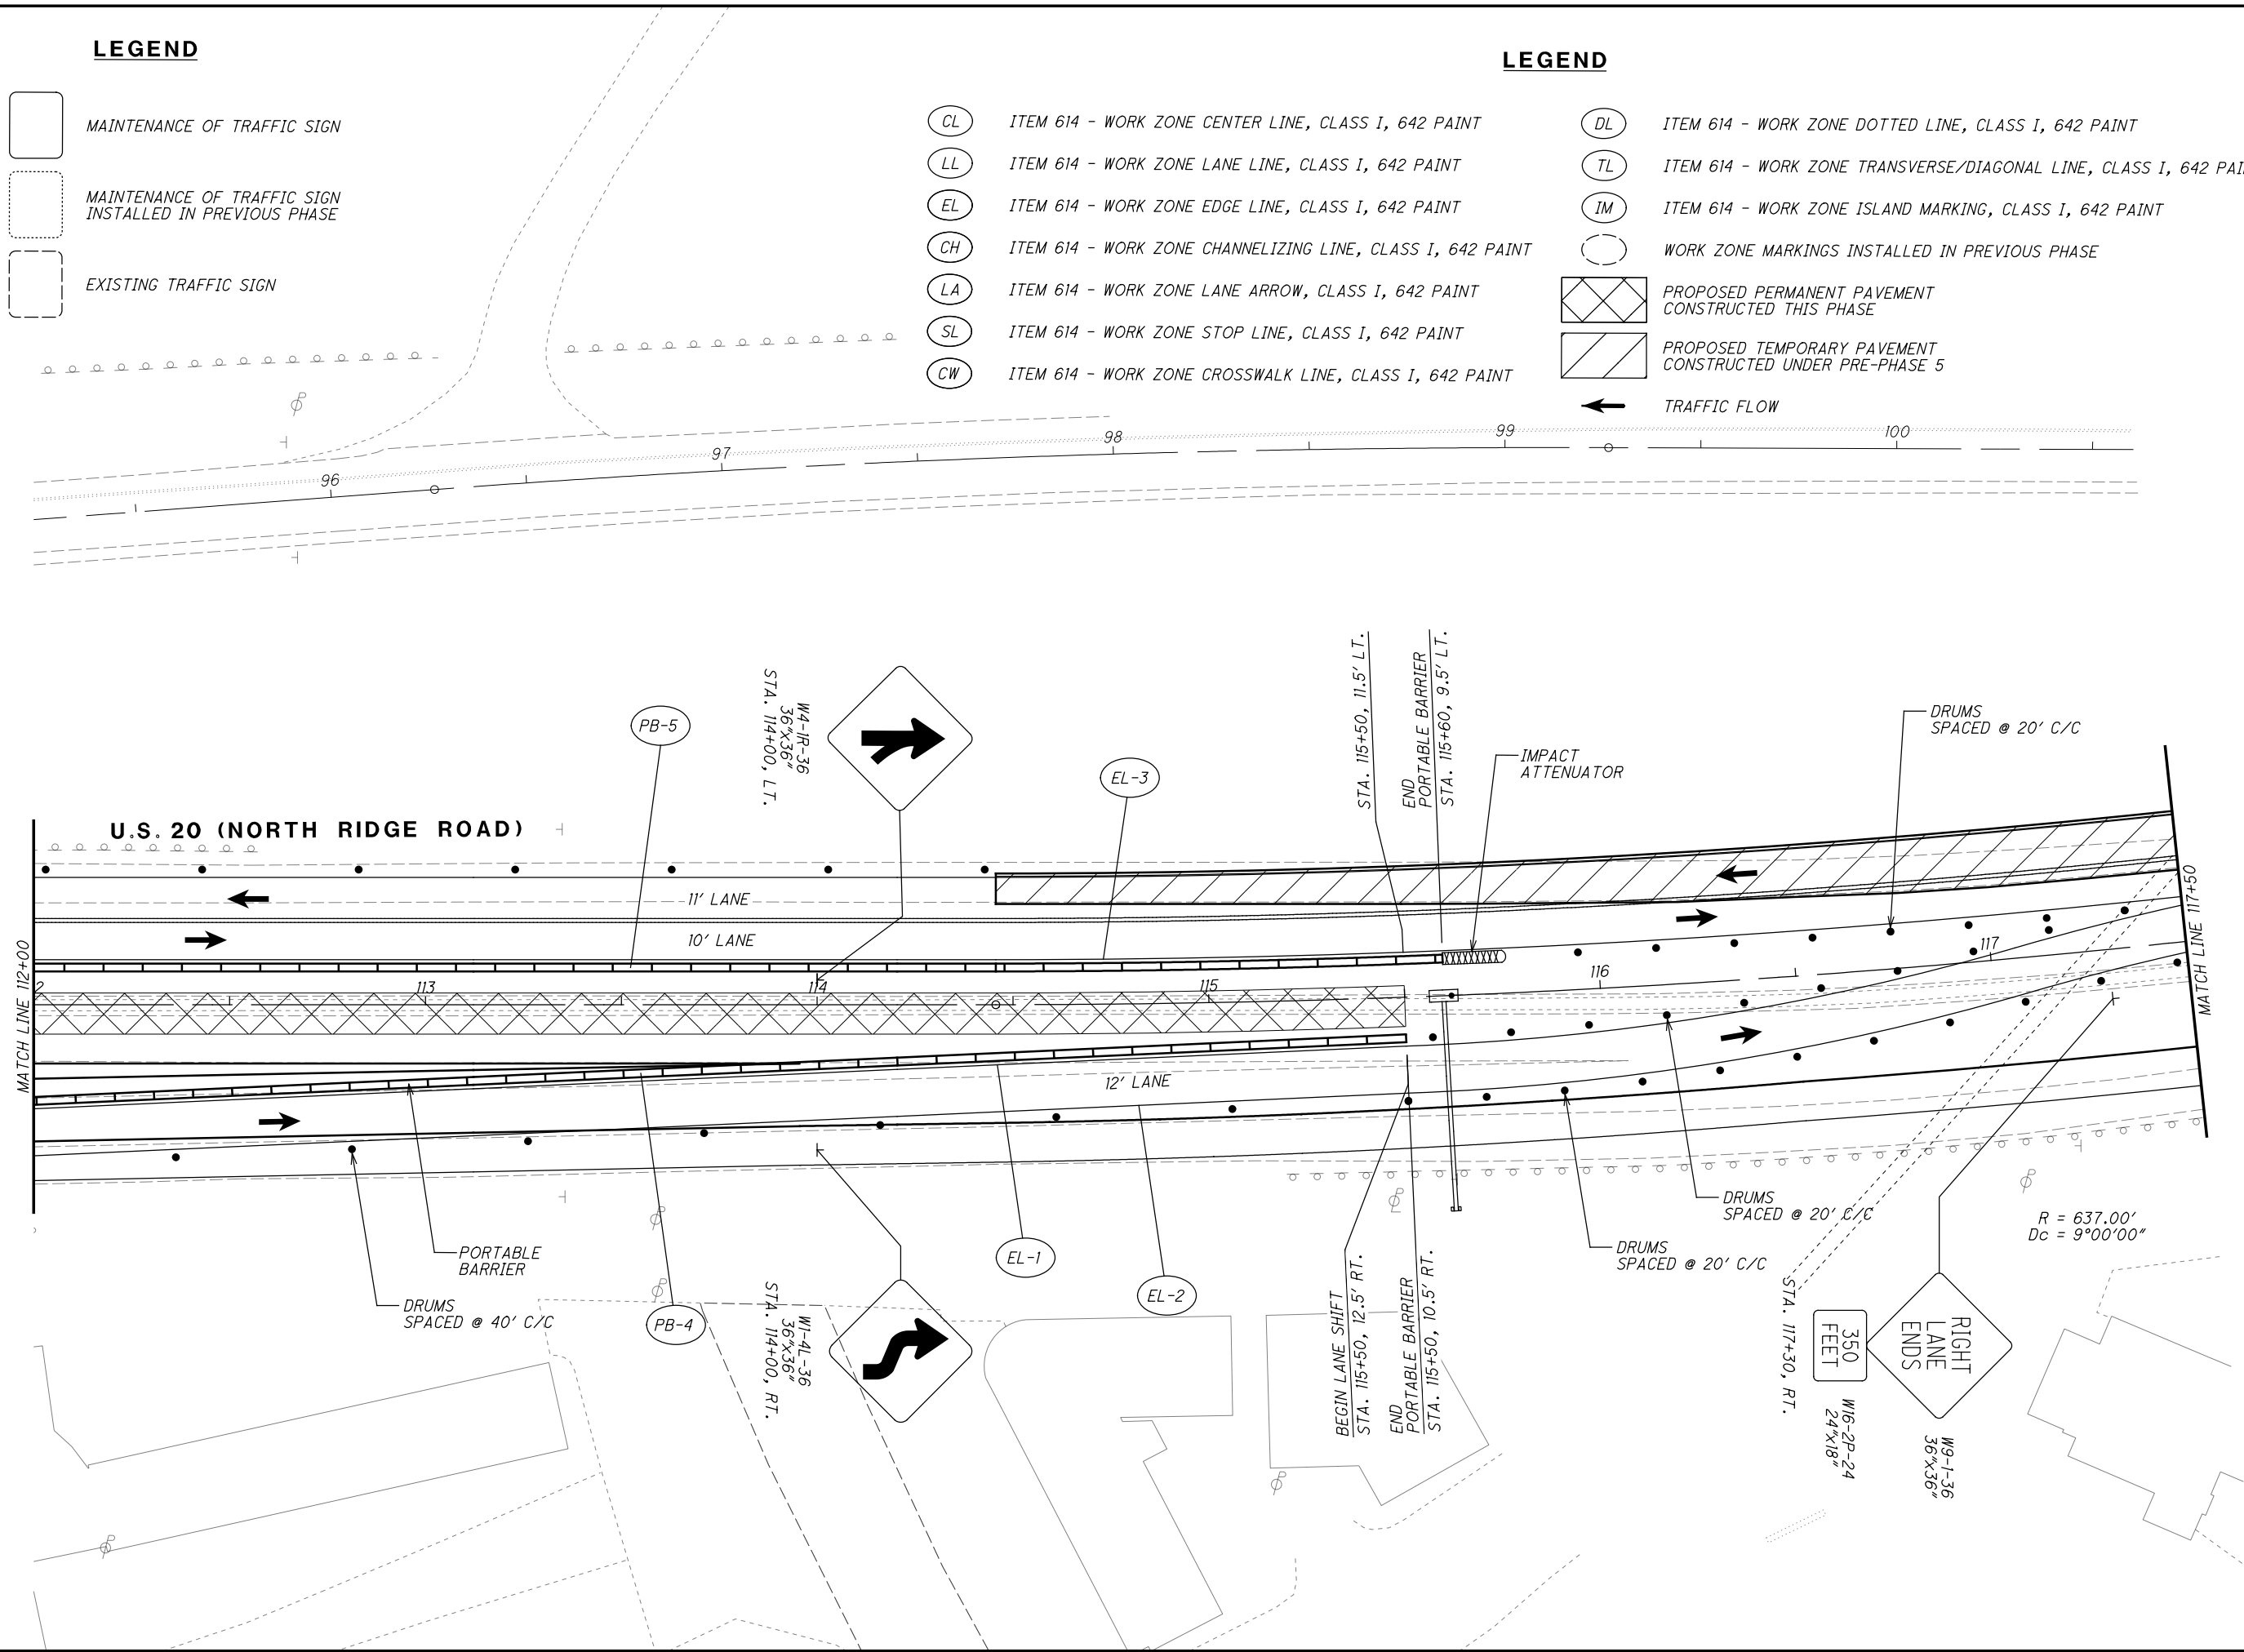 LEGEND
MAINTENANCE OF TRAFFIC SIGN
MAINTENANCE OF TRAFFIC SIGN
INSTALLED IN PREVIOUS PHASE
EXISTING TRAFFIC SIGN
LEGEND
CL ITEM 614 - WORK ZONE CENTER LINE, CLASS I, 642 PAINT
LL ITEM 614 - WORK ZONE LANE LINE, CLASS I, 642 PAINT
EL ITEM 614 - WORK ZONE EDGE LINE, CLASS I, 642 PAINT
CH ITEM 614 - WORK ZONE CHANNELIZING LINE, CLASS I, 642 PAINT
LA ITEM 614 - WORK ZONE LANE ARROW, CLASS I, 642 PAINT
SL ITEM 614 - WORK ZONE STOP LINE, CLASS I, 642 PAINT
CW ITEM 614 - WORK ZONE CROSSWALK LINE, CLASS I, 642 PAINT
DL ITEM 614 - WORK ZONE DOTTED LINE, CLASS I, 642 PAINT
TL ITEM 614 - WORK ZONE TRANSVERSE/DIAGONAL LINE, CLASS I, 642
IM ITEM 614 - WORK ZONE ISLAND MARKING, CLASS I, 642 PAINT
WORK ZONE MARKINGS INSTALLED IN PREVIOUS PHASE
PROPOSED PERMANENT PAVEMENT
CONSTRUCTED THIS PHASE
PROPOSED TEMPORARY PAVEMENT
CONSTRUCTED UNDER PRE-PHASE 5
TRAFFIC FLOW
96
97
98
99
100
U.S. 20 (NORTH RIDGE ROAD)
MATCH LINE 112+00
PB-5
W4-1R-36
36"x36"
STA. 114+00, LT.
EL-3
STA. 115+50, 11.5' LT.
END
PORTABLE BARRIER
STA. 115+60, 9.5' LT.
IMPACT
ATTENUATOR
DRUMS
SPACED @ 20' C/C
11' LANE
10' LANE
12' LANE
2
113
114
115
116
117
MATCH LINE 117+50
PORTABLE
BARRIER
DRUMS
SPACED @ 40' C/C
PB-4
W1-4L-36
36"x36"
STA. 114+00, RT.
EL-1
EL-2
BEGIN LANE SHIFT
STA. 115+50, 12.5' RT.
END
PORTABLE BARRIER
STA. 115+50, 10.5' RT.
DRUMS
SPACED @ 20' C/C
DRUMS
SPACED @ 20' C/C
R = 637.00'
Dc = 9°00'00"
STA. 117+30, RT.
350
FEET
W16-2P-24
24"x18"
RIGHT
LANE
ENDS
W9-1-36
36"x36"